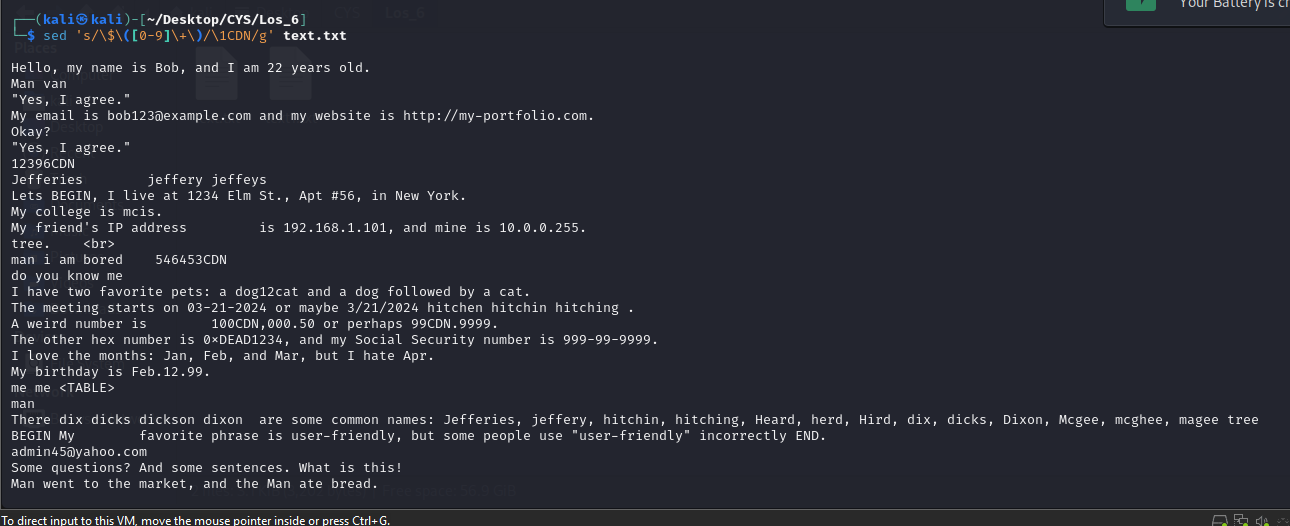 Your Battery is c
┌──(kali㉿kali)-[~/Desktop/CYS/Los_6]
└─$ sed 's/\$\([0-9]\+\)/\1CDN/g' text.txt
Hello, my name is Bob, and I am 22 years old.
Man van
"Yes, I agree."
My email is bob123@example.com and my website is http://my-portfolio.com.
Okay?
"Yes, I agree."
12396CDN
Jefferies        jeffery jeffeys
Lets BEGIN, I live at 1234 Elm St., Apt #56, in New York.
My college is mcis.
My friend's IP address         is 192.168.1.101, and mine is 10.0.0.255.
tree.    <br>
man i am bored    546453CDN
do you know me
I have two favorite pets: a dog12cat and a dog followed by a cat.
The meeting starts on 03-21-2024 or maybe 3/21/2024 hitchen hitchin hitching .
A weird number is        100CDN,000.50 or perhaps 99CDN.9999.
The other hex number is 0×DEAD1234, and my Social Security number is 999-99-9999.
I love the months: Jan, Feb, and Mar, but I hate Apr.
My birthday is Feb.12.99.
me me <TABLE>
man
There dix dicks dickson dixon  are some common names: Jefferies, jeffery, hitchin, hitching, Heard, herd, Hird, dix, dicks, Dixon, Mcgee, mcghee, magee tree
BEGIN My        favorite phrase is user-friendly, but some people use "user-friendly" incorrectly END.
admin45@yahoo.com
Some questions? And some sentences. What is this!
Man went to the market, and the Man ate bread.
To direct input to this VM, move the mouse pointer inside or press Ctrl+G.